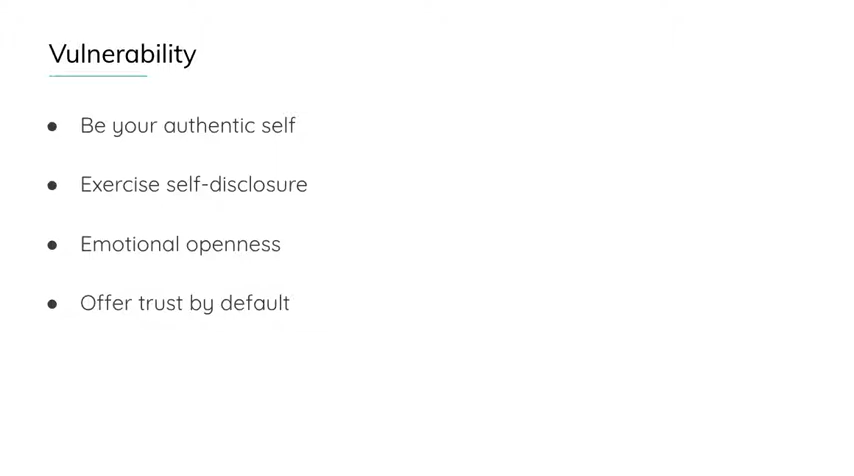 Vulnerability
● Be your authentic self
● Exercise self-disclosure
● Emotional openness
● Offer trust by default